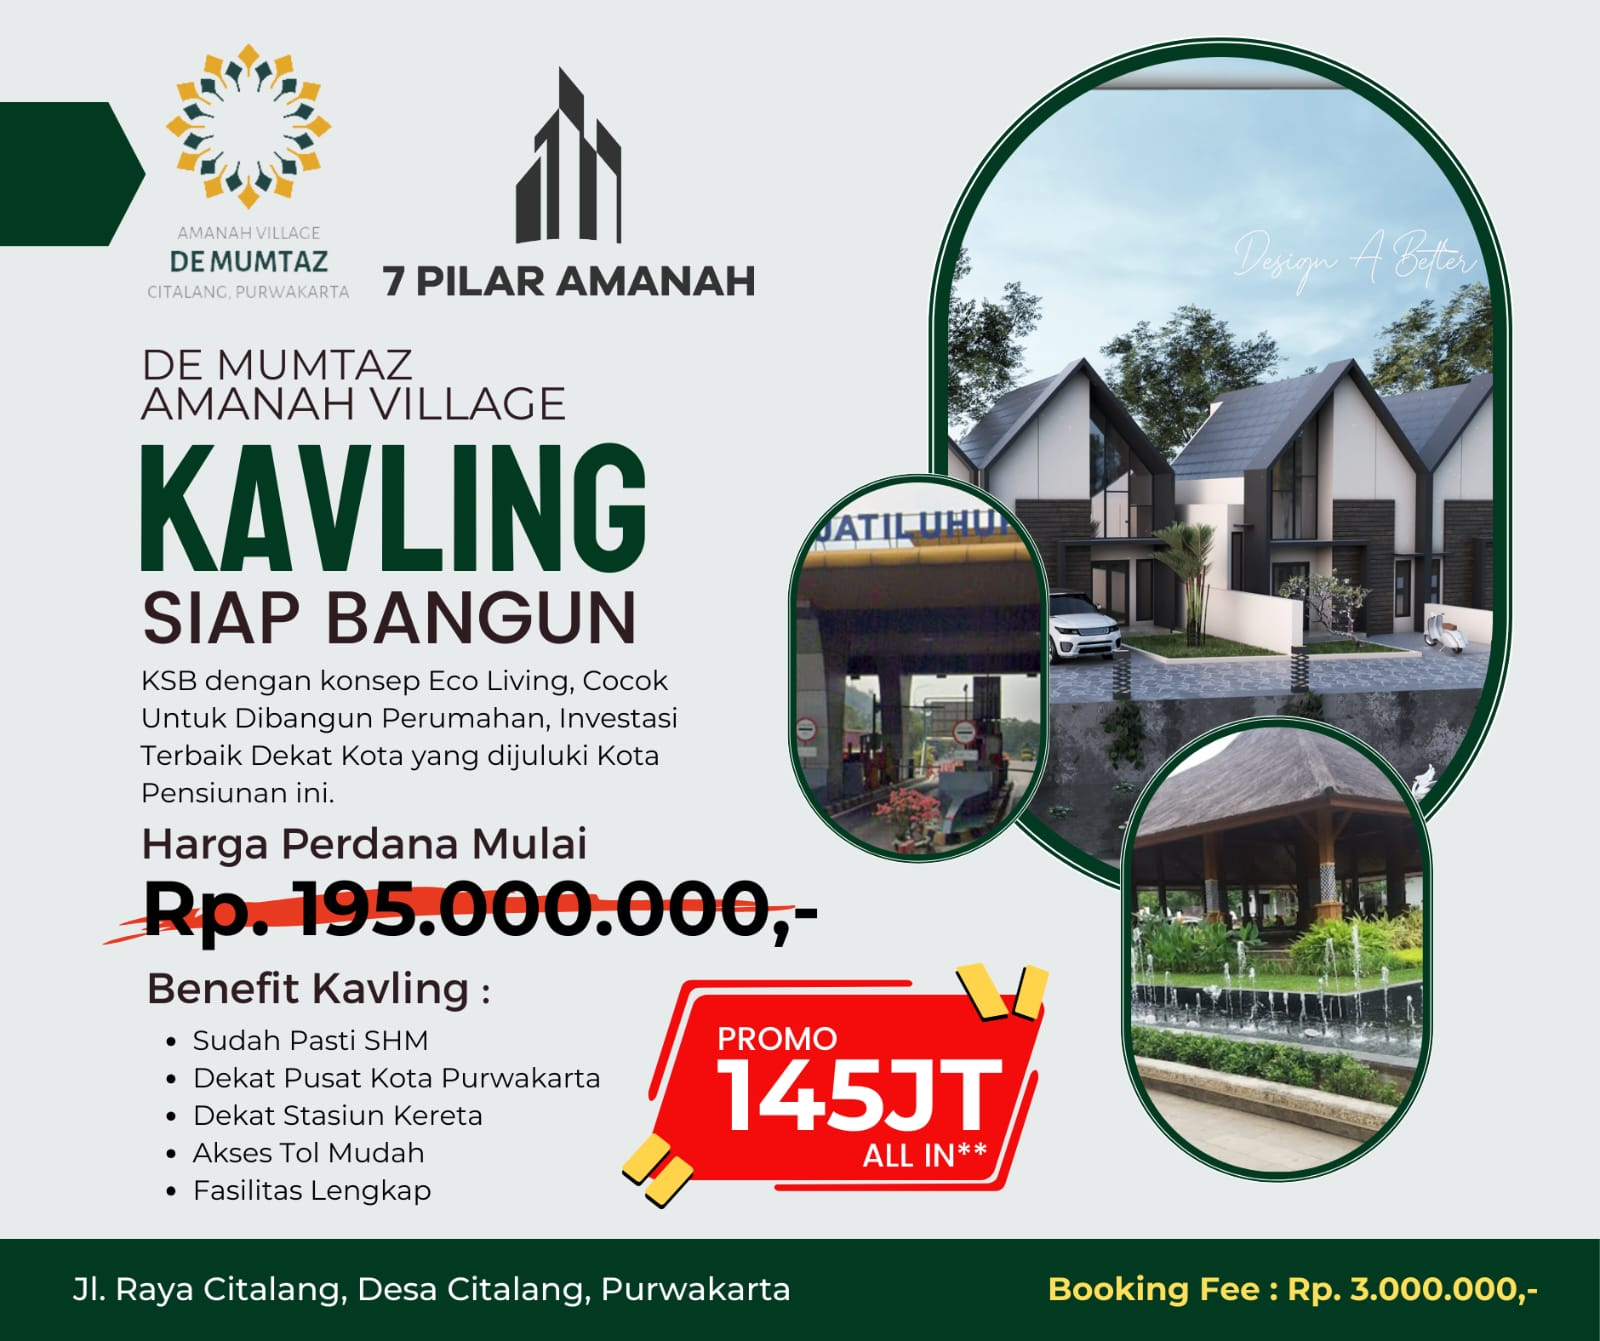 AMANAH VILLAGE
DE MUMTAZ
CITALANG, PURWAKARTA
7 PILAR AMANAH
DE MUMTAZ
AMANAH VILLAGE
KAVLING
SIAP BANGUN
KSB dengan konsep Eco Living, Cocok
Untuk Dibangun Perumahan, Investasi
Terbaik Dekat Kota yang dijuluki Kota
Pensiunan ini.
Harga Perdana Mulai
Rp. 195.000.000,-
Benefit Kavling :
• Sudah Pasti SHM
• Dekat Pusat Kota Purwakarta
• Dekat Stasiun Kereta
• Akses Tol Mudah
• Fasilitas Lengkap
PROMO
145JT
ALL IN**
Design A Better
JATILUHUR
Jl. Raya Citalang, Desa Citalang, Purwakarta
Booking Fee : Rp. 3.000.000,-